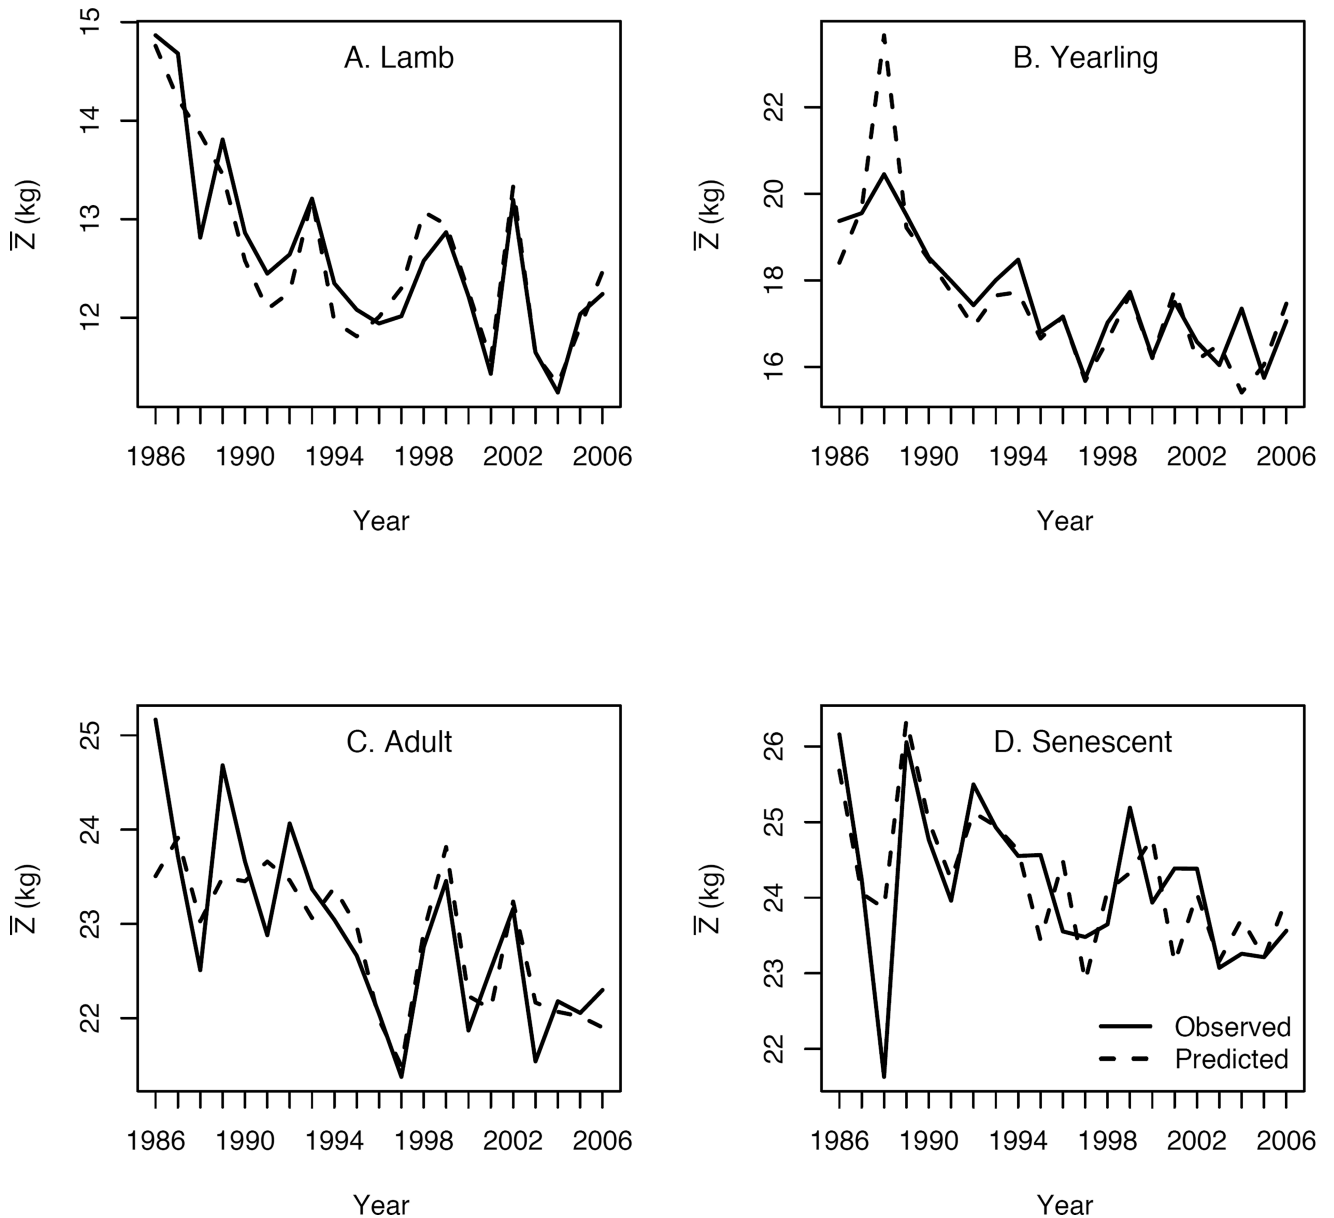 A. Lamb
Z̅ (kg)
15
14
13
12
1986 1990 1994 1998 2002 2006
Year
B. Yearling
Z̅ (kg)
22
20
18
16
1986 1990 1994 1998 2002 2006
Year
C. Adult
Z̅ (kg)
25
24
23
22
1986 1990 1994 1998 2002 2006
Year
D. Senescent
Z̅ (kg)
26
25
24
23
22
Observed
Predicted
1986 1990 1994 1998 2002 2006
Year